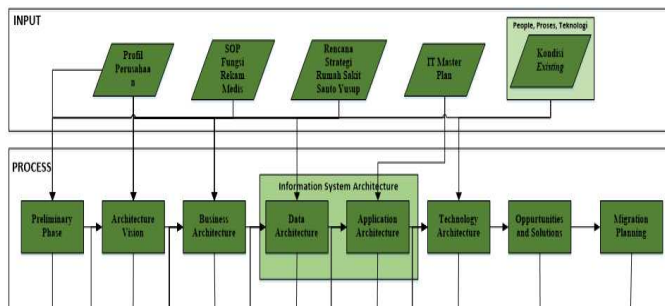 INPUT
People, Proses, Teknologi
Profil
Perusahaa
n
SOP
Fungsi
Rekam
Medis
Rencana
Strategi
Rumah Sakit
Santo Yusup
IT Master
Plan
Kondisi
Existing
PROCESS
Information System Architecture
Preliminary
Phase
Architecture
Vision
Business
Architecture
Data
Architecture
Application
Architecture
Technology
Architecture
Oppurtunities
and Solutions
Migration
Planning